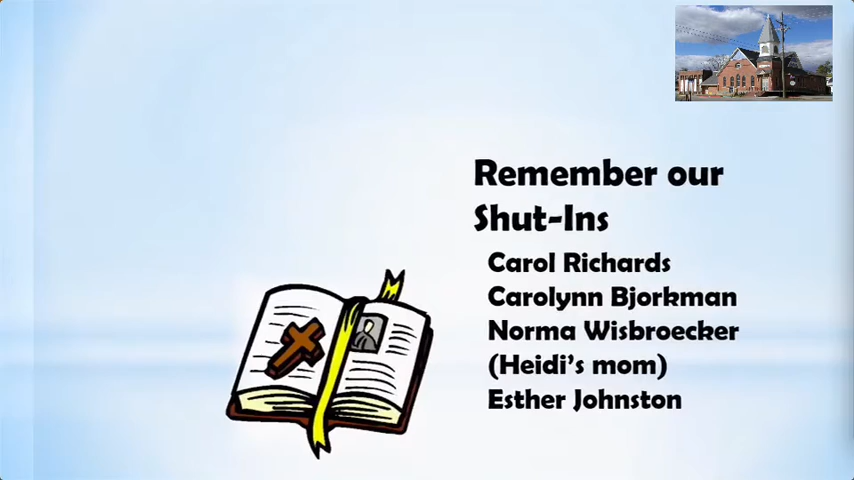 Remember our
Shut-Ins
Carol Richards
Carolynn Bjorkman
Norma Wisbroecker
(Heidi's mom)
Esther Johnston